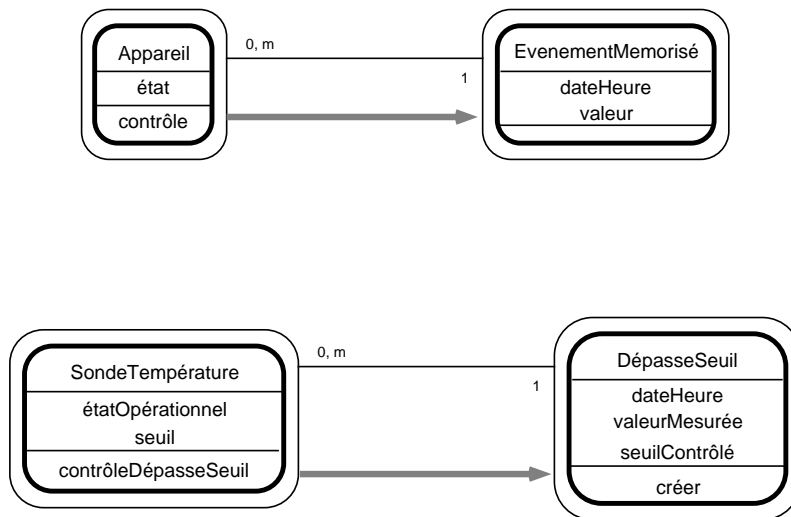 Appareil
état
contrôle
0, m
1
EvenementMemorisé
dateHeure
valeur
SondeTempérature
étatOpérationnel
seuil
contrôleDépasseSeuil
0, m
1
DépasseSeuil
dateHeure
valeurMesurée
seuilContrôlé
créer